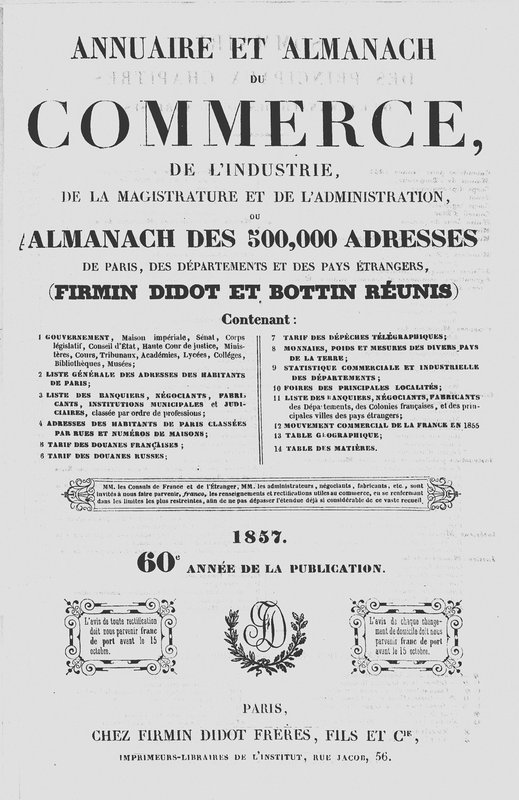 ANNUAIRE ET ALMANACH
DU
COMMERCE,
DE L'INDUSTRIE,
DE LA MAGISTRATURE ET DE L'ADMINISTRATION,
OU
ALMANACH DES 500,000 ADRESSES
DE PARIS, DES DÉPARTEMENTS ET DES PAYS ÉTRANGERS,
(FIRMIN DIDOT ET BOTTIN RÉUNIS)
Contenant :
1 GOUVERNEMENT, Maison impériale, Sénat, Corps
législatif, Conseil d'État, Haute Cour de justice, Minis-
tères, Cours, Tribunaux, Académies, Lycées, Colléges,
Bibliothèques, Musées;
2 LISTE GÉNÉRALE DES ADRESSES DES HABITANTS
DE PARIS;
3 LISTE DES BANQUIERS, NÉGOCIANTS, FABRI-
CANTS, INSTITUTIONS MUNICIPALES et JUDI-
CIAIRES, classée par ordre de professions;
4 ADRESSES DES HABITANTS DE PARIS CLASSÉES
PAR RUES ET NUMÉROS DE MAISONS;
5 TARIF DES DOUANES FRANÇAISES;
6 TARIF DES DOUANES RUSSES;
7 TARIF DES DÉPÊCHES TÉLÉGRAPHIQUES;
8 MONNAIES, POIDS ET MESURES DES DIVERS PAYS
DE LA TERRE;
9 STATISTIQUE COMMERCIALE ET INDUSTRIELLE
DES DÉPARTEMENTS;
10 FOIRES DES PRINCIPALES LOCALITÉS;
11 LISTE DES BANQUIERS, NÉGOCIANTS, FABRICANTS
des Départements, des Colonies françaises, et des prin-
cipales villes des pays étrangers;
12 MOUVEMENT COMMERCIAL DE LA FRANCE EN 1855
13 TABLE GÉOGRAPHIQUE;
14 TABLE DES MATIÈRES.
MM. les Consuls de France et de l'Étranger, MM. les administrateurs, négociants, fabricants, etc., sont
invités à nous faire parvenir, franco, les renseignements et rectifications utiles au commerce, en se renfermant
dans les limites les plus restreintes, afin de ne pas dépasser l'étendue déjà si considérable de ce vaste recueil.
1857.
60e ANNÉE DE LA PUBLICATION.
L'avis de toute rectification
doit nous parvenir franc
de port avant le 15
octobre.
FD
L'avis de chaque change-
ment de domicile doit nous
parvenir franc de port
avant le 15 octobre.
PARIS,
CHEZ FIRMIN DIDOT FRÈRES, FILS ET CIE,
IMPRIMEURS-LIBRAIRES DE L'INSTITUT, RUE JACOB, 56.